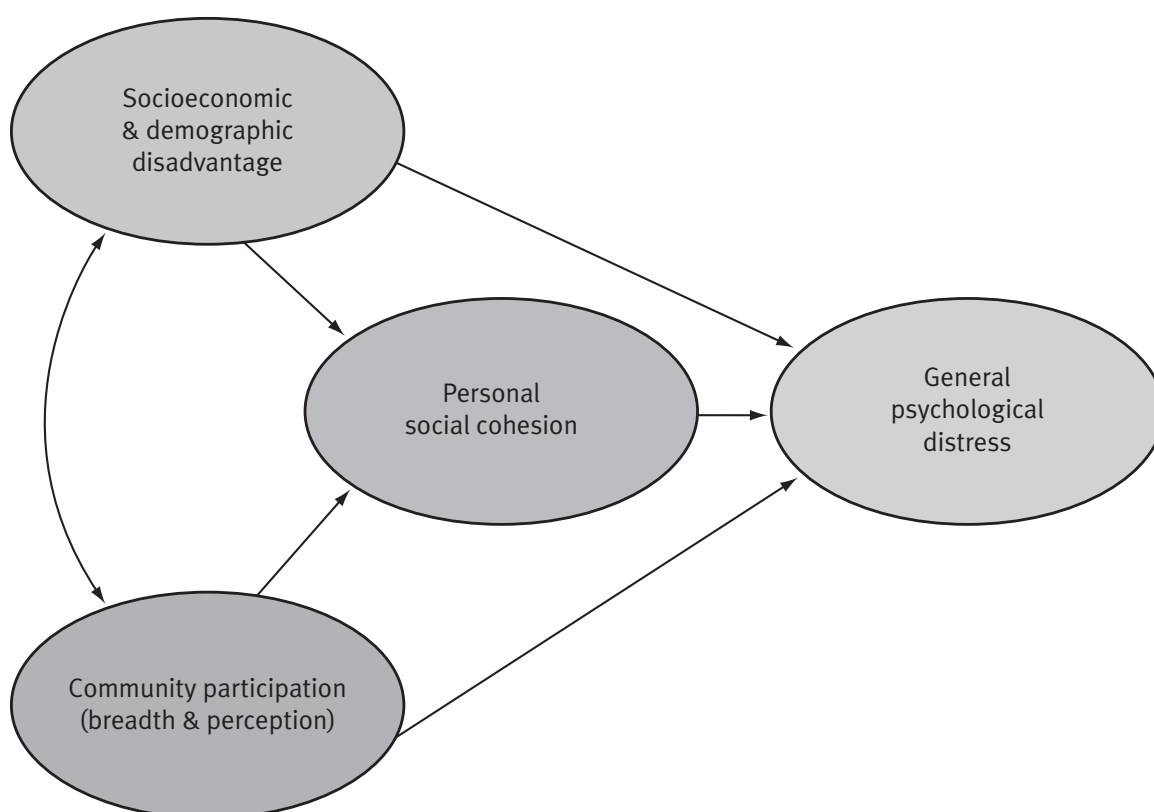 Socioeconomic
& demographic
disadvantage
Personal
social cohesion
General
psychological
distress
Community participation
(breadth & perception)